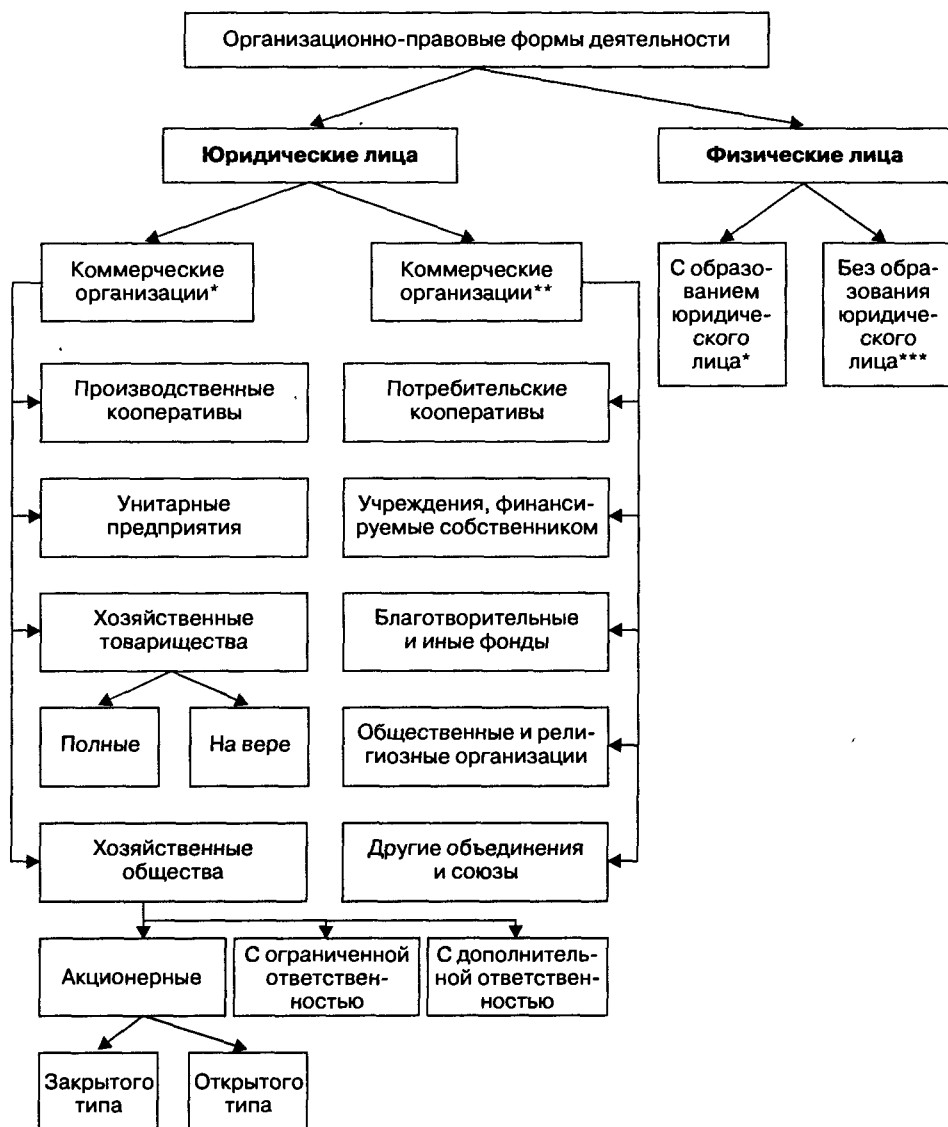 Организационно-правовые формы деятельности
Юридические лица
Физические лица
Коммерческие
организации*
Коммерческие
организации**
С образо-
ванием
юридиче-
ского
лица*
Без обра-
зования
юридиче-
ского
лица***
Производственные
кооперативы
Потребительские
кооперативы
Унитарные
предприятия
Учреждения, финанси-
руемые собственником
Хозяйственные
товарищества
Благотворительные
и иные фонды
Полные
На вере
Общественные и рели-
гиозные организации
Хозяйственные
общества
Другие объединения
и союзы
Акционерные
С ограниченной
ответствен-
ностью
С дополнитель-
ной ответствен-
ностью
Закрытого
типа
Открытого
типа